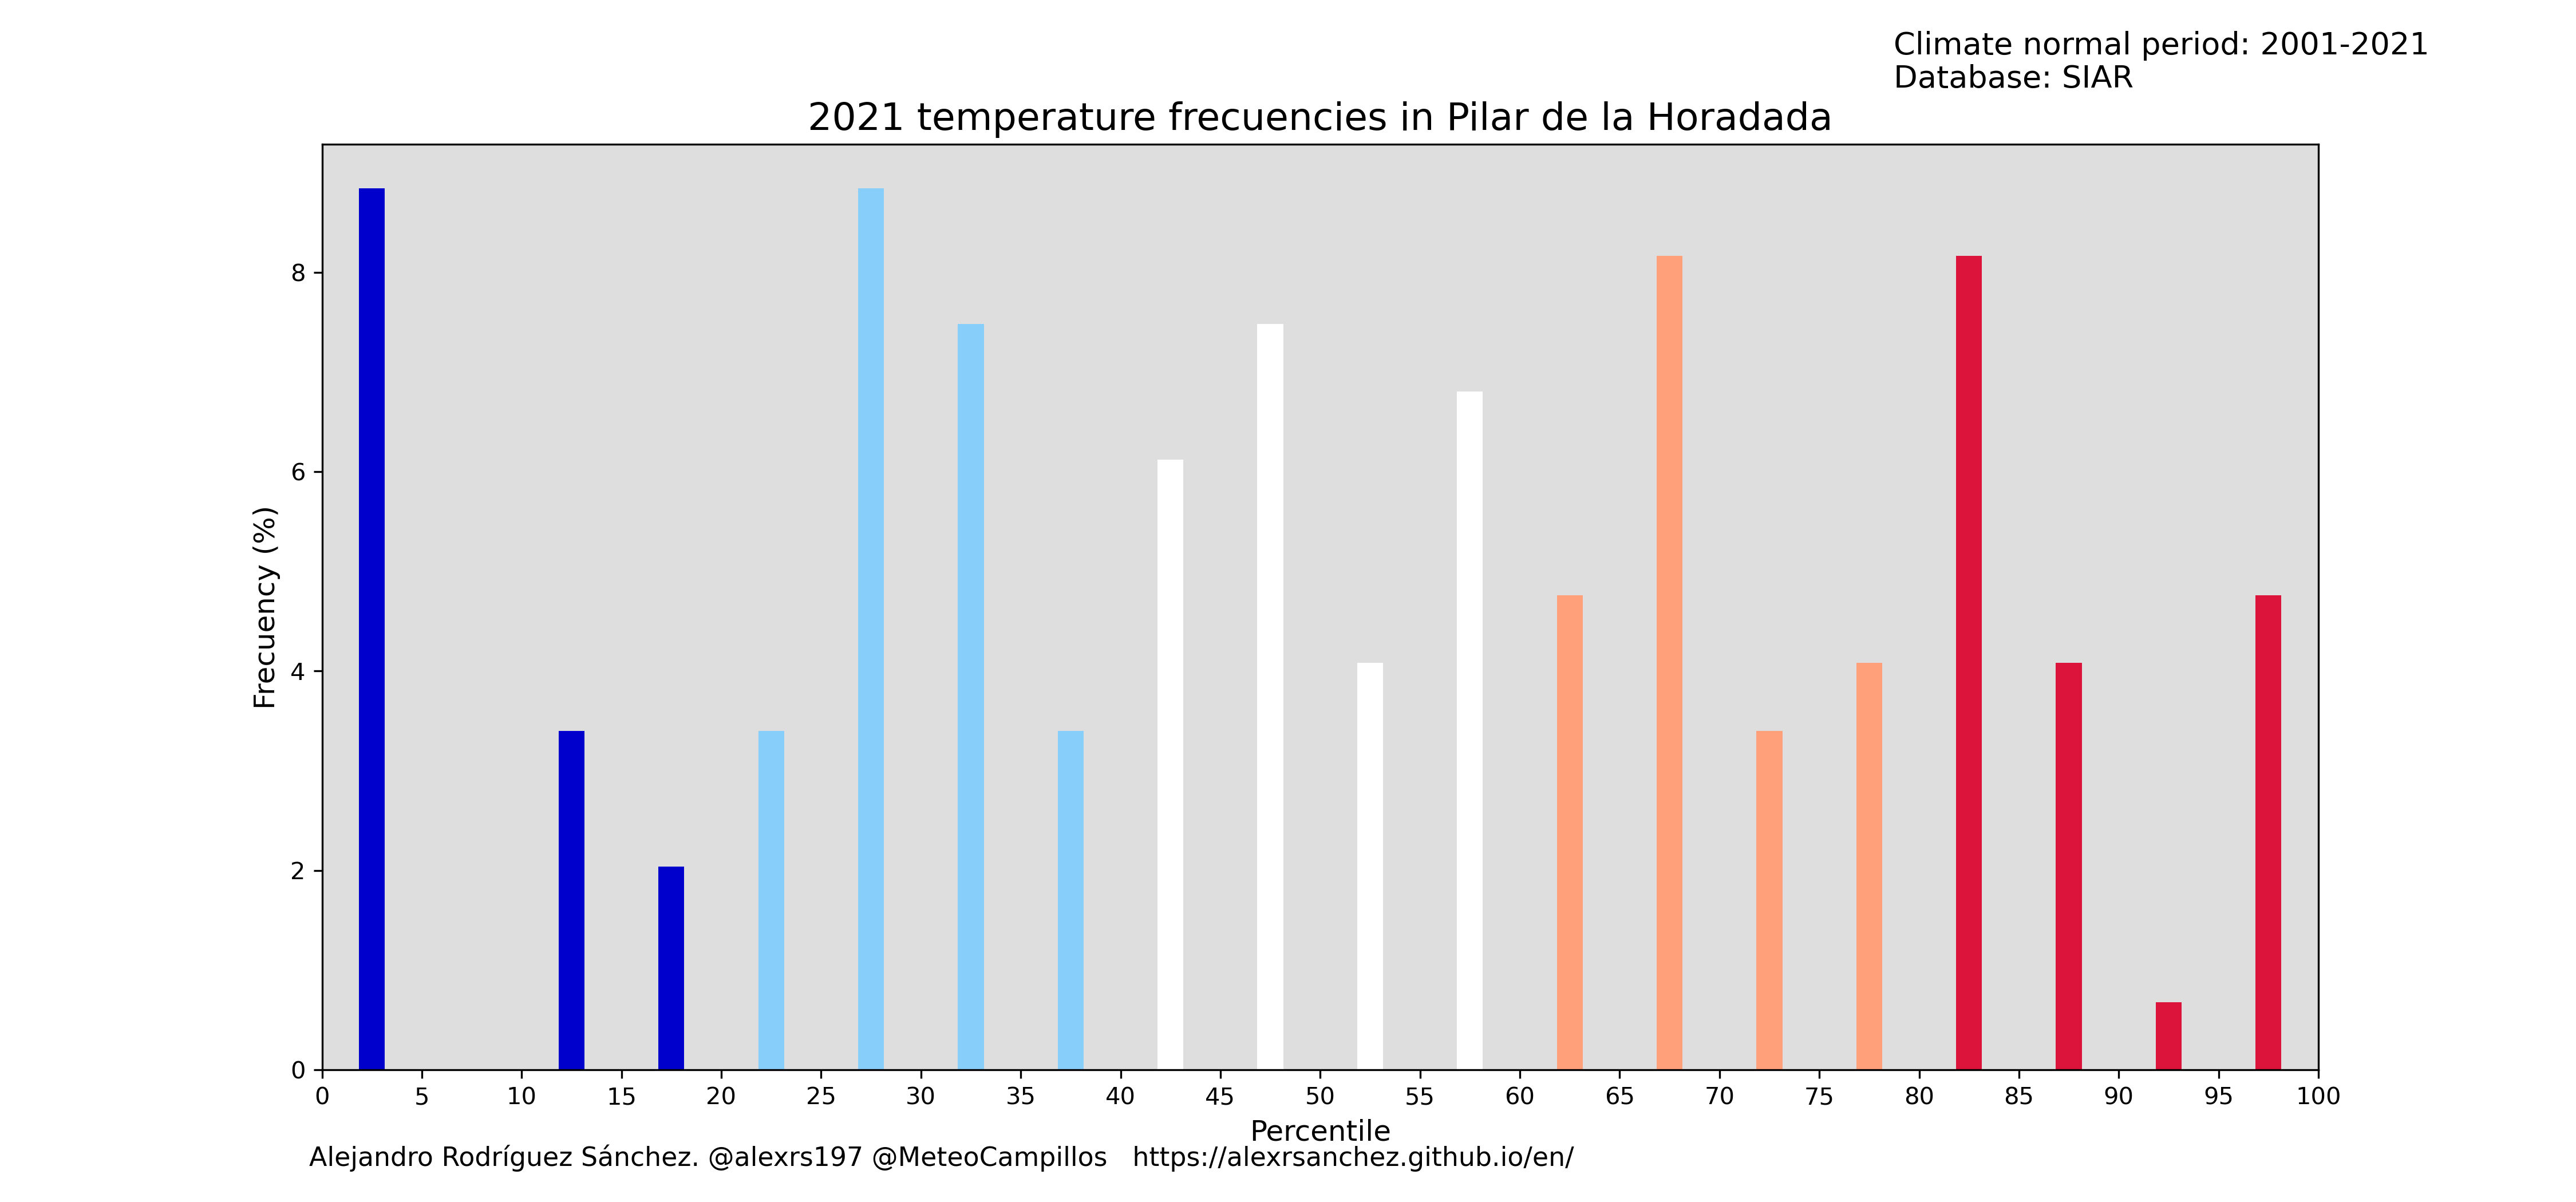 Climate normal period: 2001-2021
Database: SIAR
2021 temperature frecuencies in Pilar de la Horadada
Frecuency (%)
8
6
4
2
0
0 5 10 15 20 25 30 35 40 45 50 55 60 65 70 75 80 85 90 95 100
Percentile
Alejandro Rodríguez Sánchez. @alexrs197 @MeteoCampillos https://alexrsanchez.github.io/en/